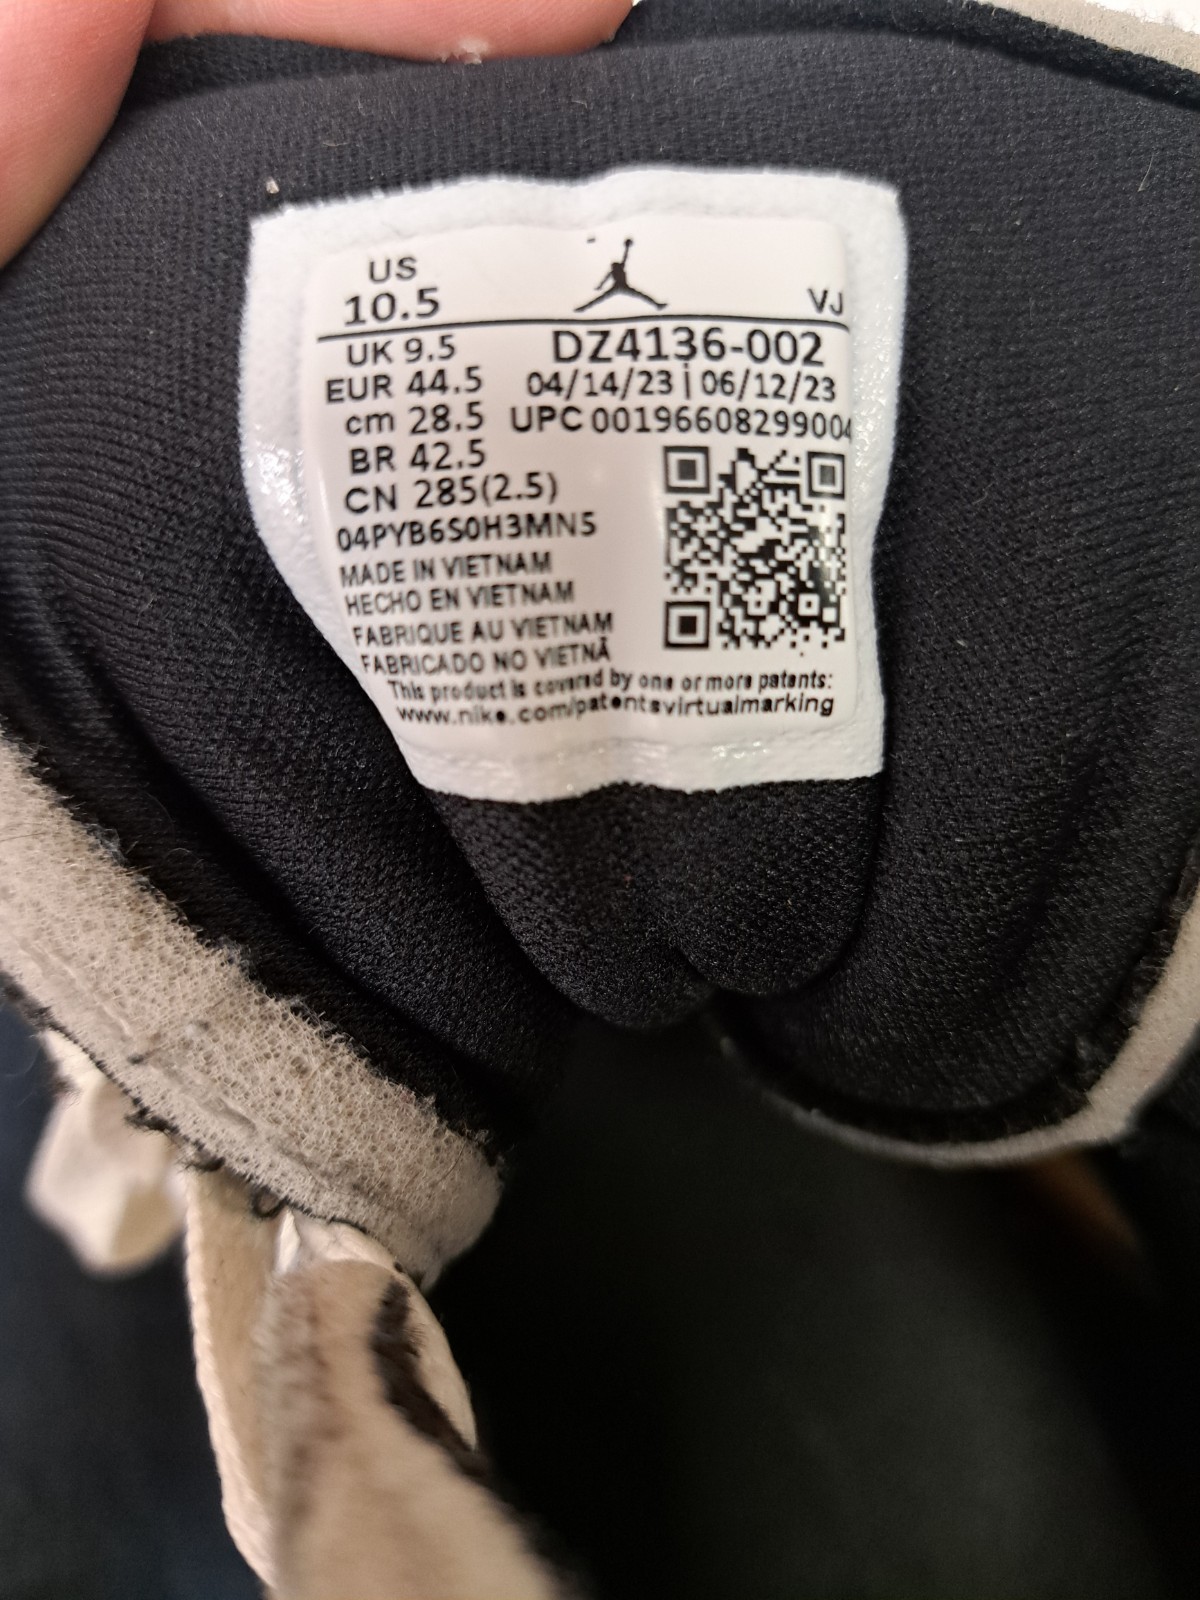 US
10.5
VJ
UK 9.5
DZ4136-002
EUR 44.5
04/14/23 | 06/12/23
cm 28.5
UPC 00196608299004
BR 42.5
CN 285(2.5)
04PYB6S0H3MN5
MADE IN VIETNAM
HECHO EN VIETNAM
FABRIQUE AU VIETNAM
FABRICADO NO VIETNÃ
This product is covered by one or more patents:
www.nike.com/patentsvirtualmarking